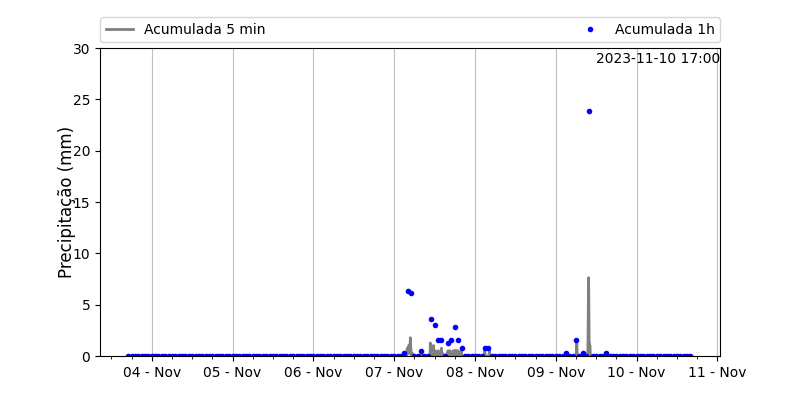 Acumulada 5 min Acumulada 1h
2023-11-10 17:00
Precipitação (mm)
30
25
20
15
10
5
0
04 - Nov 05 - Nov 06 - Nov 07 - Nov 08 - Nov 09 - Nov 10 - Nov 11 - Nov